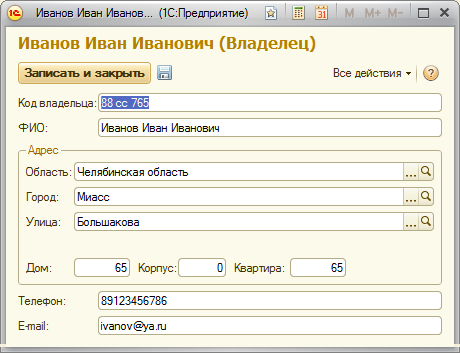 1С Иванов Иван Иванов... (1С:Предприятие) 31 M M+ M-
Иванов Иван Иванович (Владелец)
Записать и закрыть Все действия ?
Код владельца: 88 сс 765
ФИО: Иванов Иван Иванович
Адрес
Область: Челябинская область ...
Город: Миасс ...
Улица: Большакова ...
Дом: 65 Корпус: 0 Квартира: 65
Телефон: 89123456786
E-mail: ivanov@ya.ru